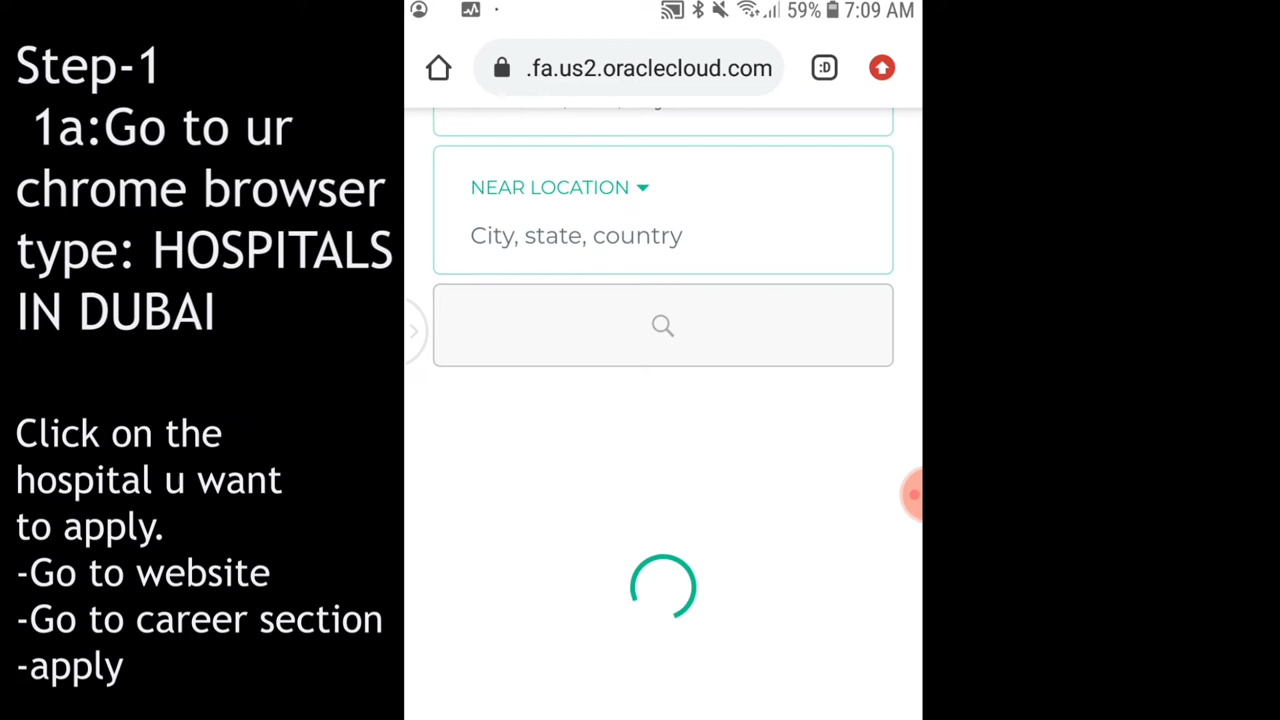 Step-1
1a:Go to ur
chrome browser
type: HOSPITALS
IN DUBAI
Click on the
hospital u want
to apply.
-Go to website
-Go to career section
-apply
59% 7:09 AM
.fa.us2.oraclecloud.com
:D
NEAR LOCATION
City, state, country